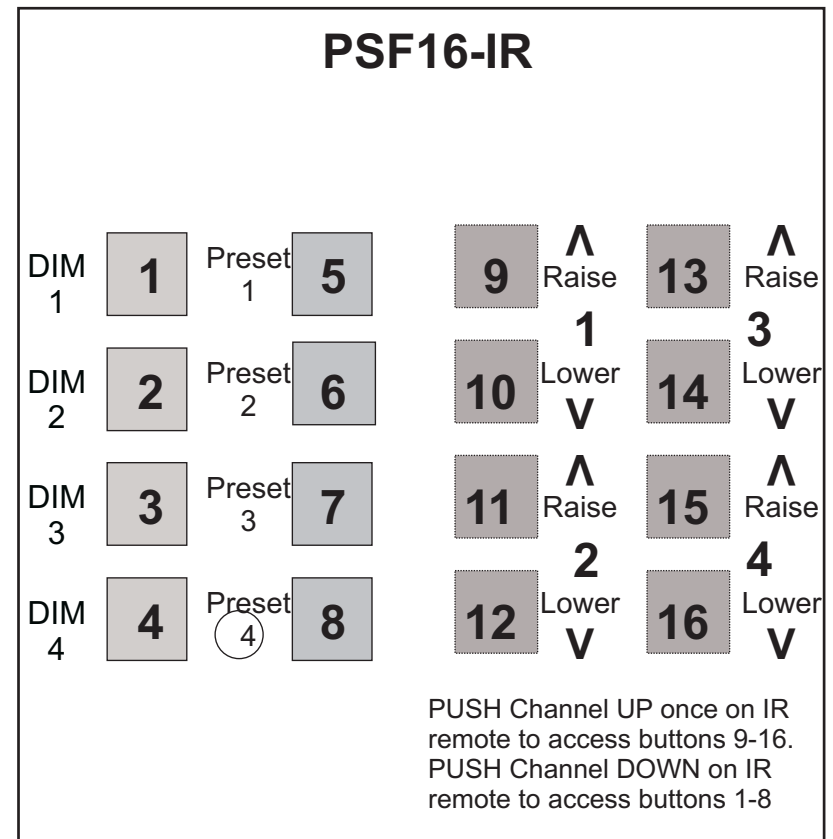 PSF16-IR
DIM 1 1 Preset 1 5 9 Λ Raise 13 Λ Raise
1 3
DIM 2 2 Preset 2 6 10 Lower V 14 Lower V
DIM 3 3 Preset 3 7 11 Λ Raise 15 Λ Raise
2 4
DIM 4 4 Preset 4 8 12 Lower V 16 Lower V
PUSH Channel UP once on IR
remote to access buttons 9-16.
PUSH Channel DOWN on IR
remote to access buttons 1-8